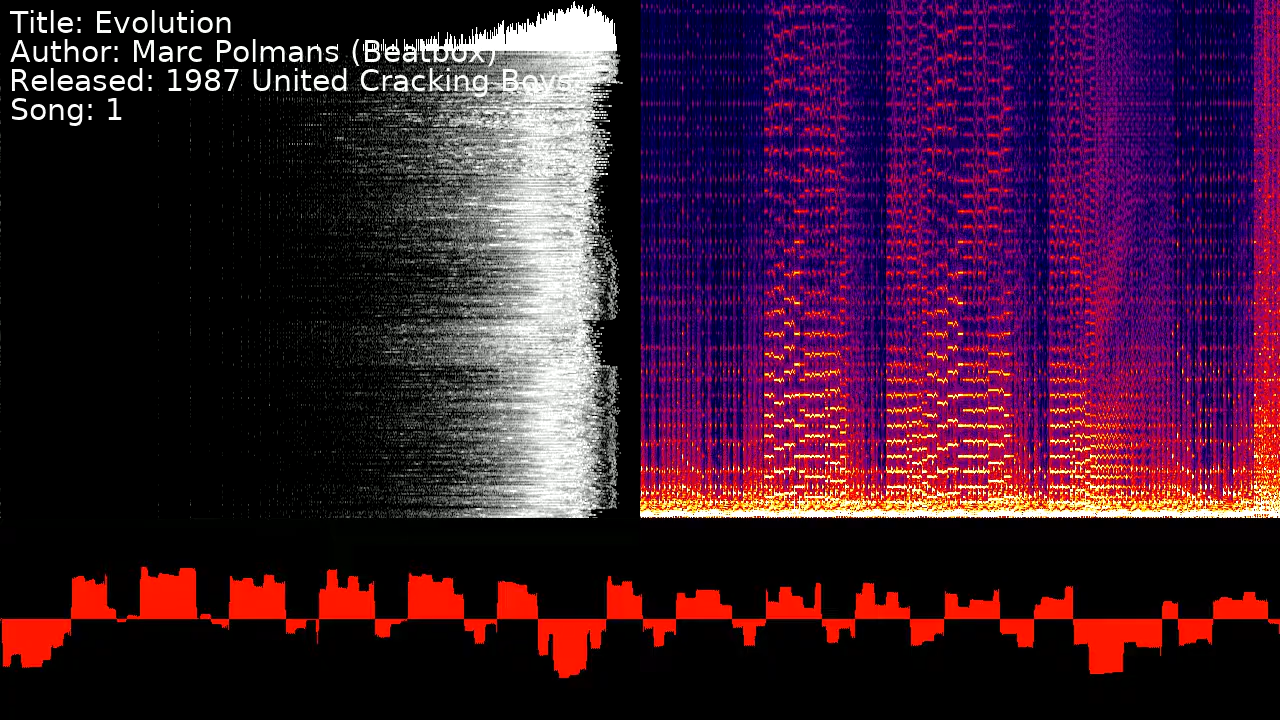 Title: Evolution
Author: Marc Polmans (Beatbox)
Released: 1987 United Cracking Boys
Song: 1